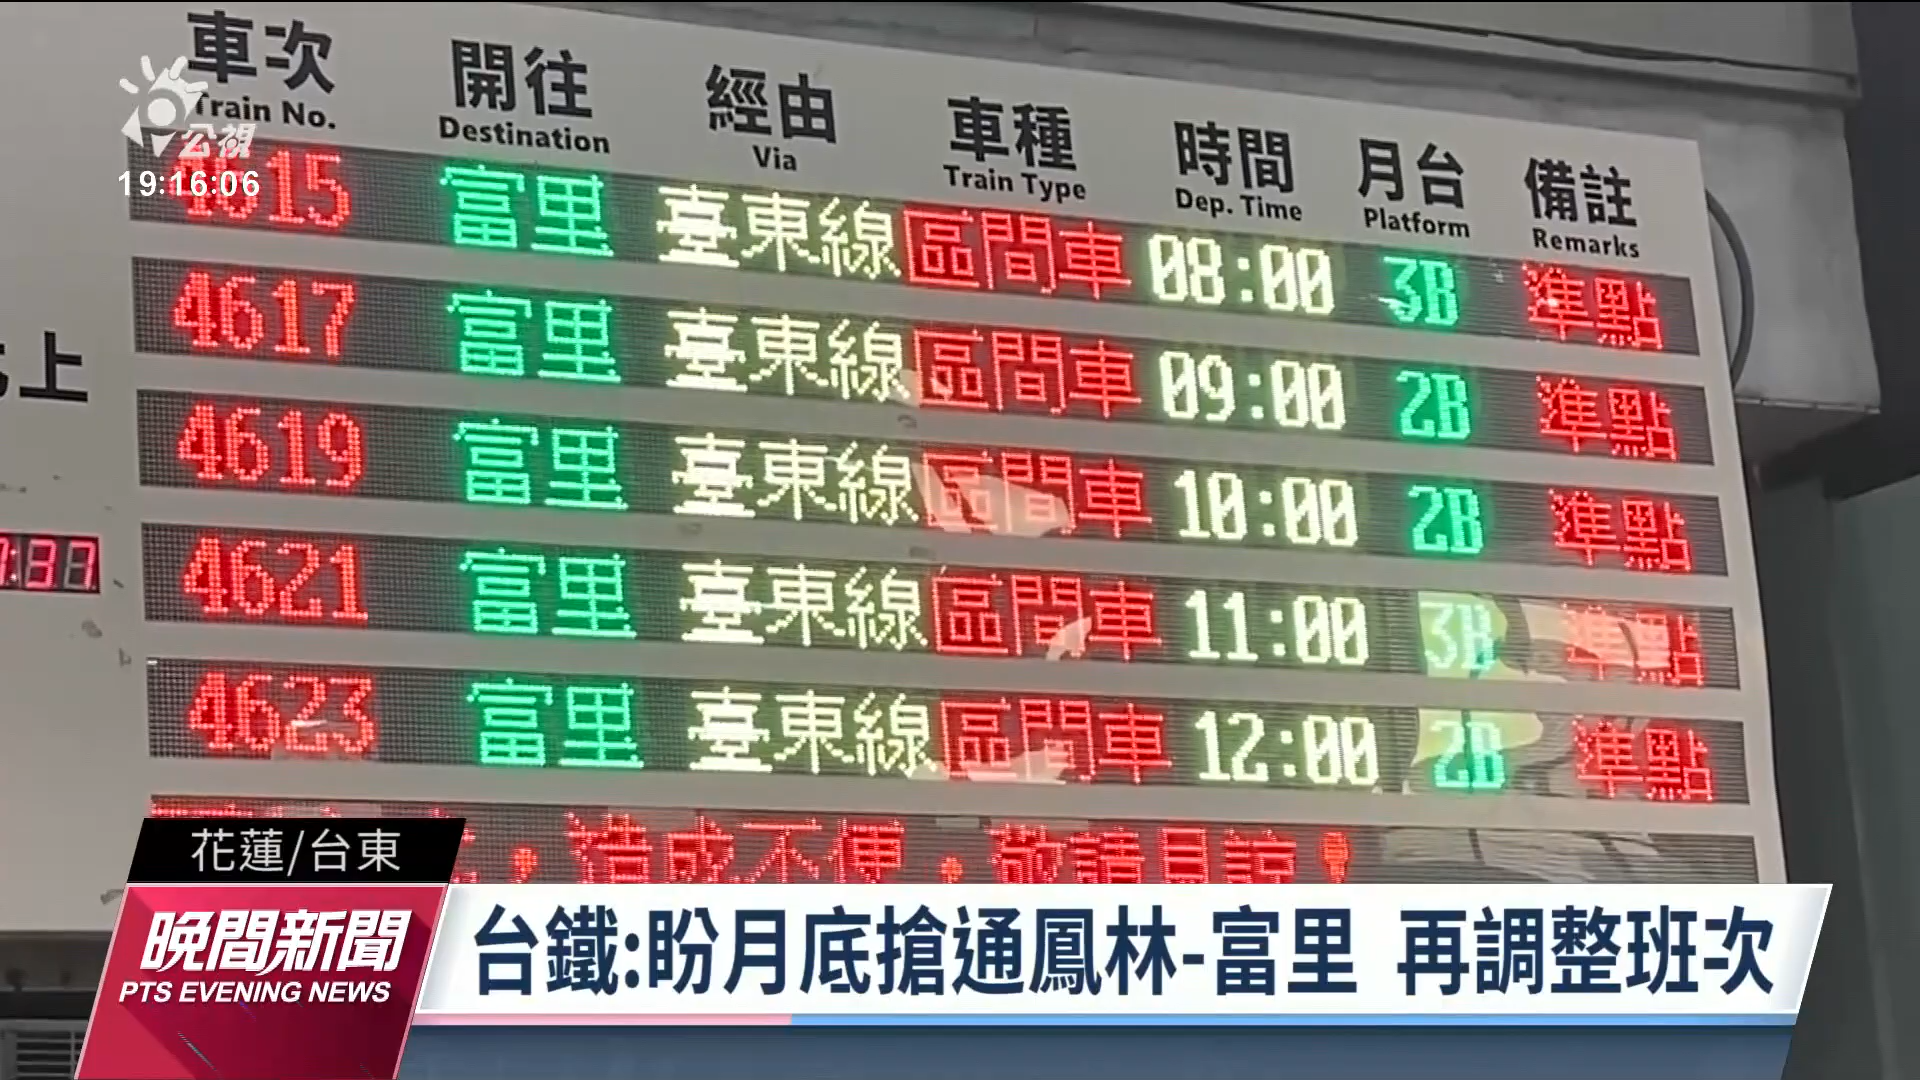 車次 開往 經由 車種 時間 月台 備註
Train No. Destination Via Train Type Dep. Time Platform Remarks
公視
19:16:06
4615 富里 臺東線 區間車 08:00 3B 準點
4617 富里 臺東線 區間車 09:00 2B 準點
4619 富里 臺東線 區間車 10:00 2B 準點
4621 富里 臺東線 區間車 11:00 3B 準點
4623 富里 臺東線 區間車 12:00 2B 準點
上
:37
，造成不便，敬請見諒！
花蓮/台東
晚間新聞
PTS EVENING NEWS
台鐵:盼月底搶通鳳林-富里 再調整班次